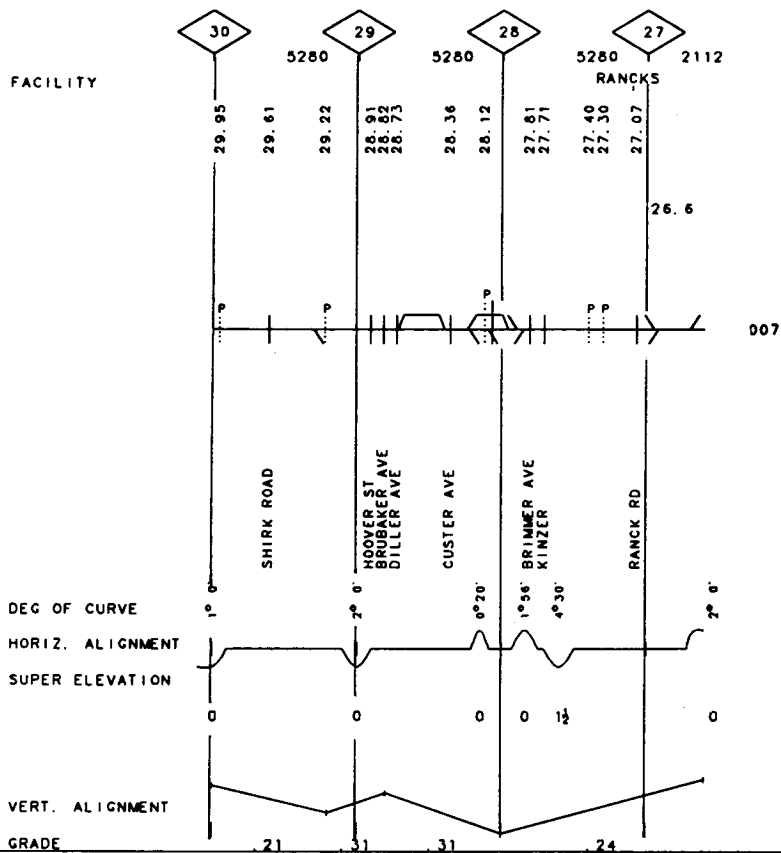 30 29 28 27
5280 5280 5280 2112
FACILITY RANCKS
29.95 29.61 29.22 28.91 28.82 28.73 28.36 28.12 27.81 27.71 27.40 27.30 27.07
26.6
P P P P P
007
SHIRK ROAD HOOVER ST BRUBAKER AVE DILLER AVE CUSTER AVE BRIMMER AVE KINZER RANCK RD
DEG OF CURVE 1° 0' 2° 0' 0°20' 1°56' 4°30' 2° 0'
HORIZ. ALIGNMENT
SUPER ELEVATION
0 0 0 0 1½ 0
VERT. ALIGNMENT
GRADE .21 .31 .31 .24